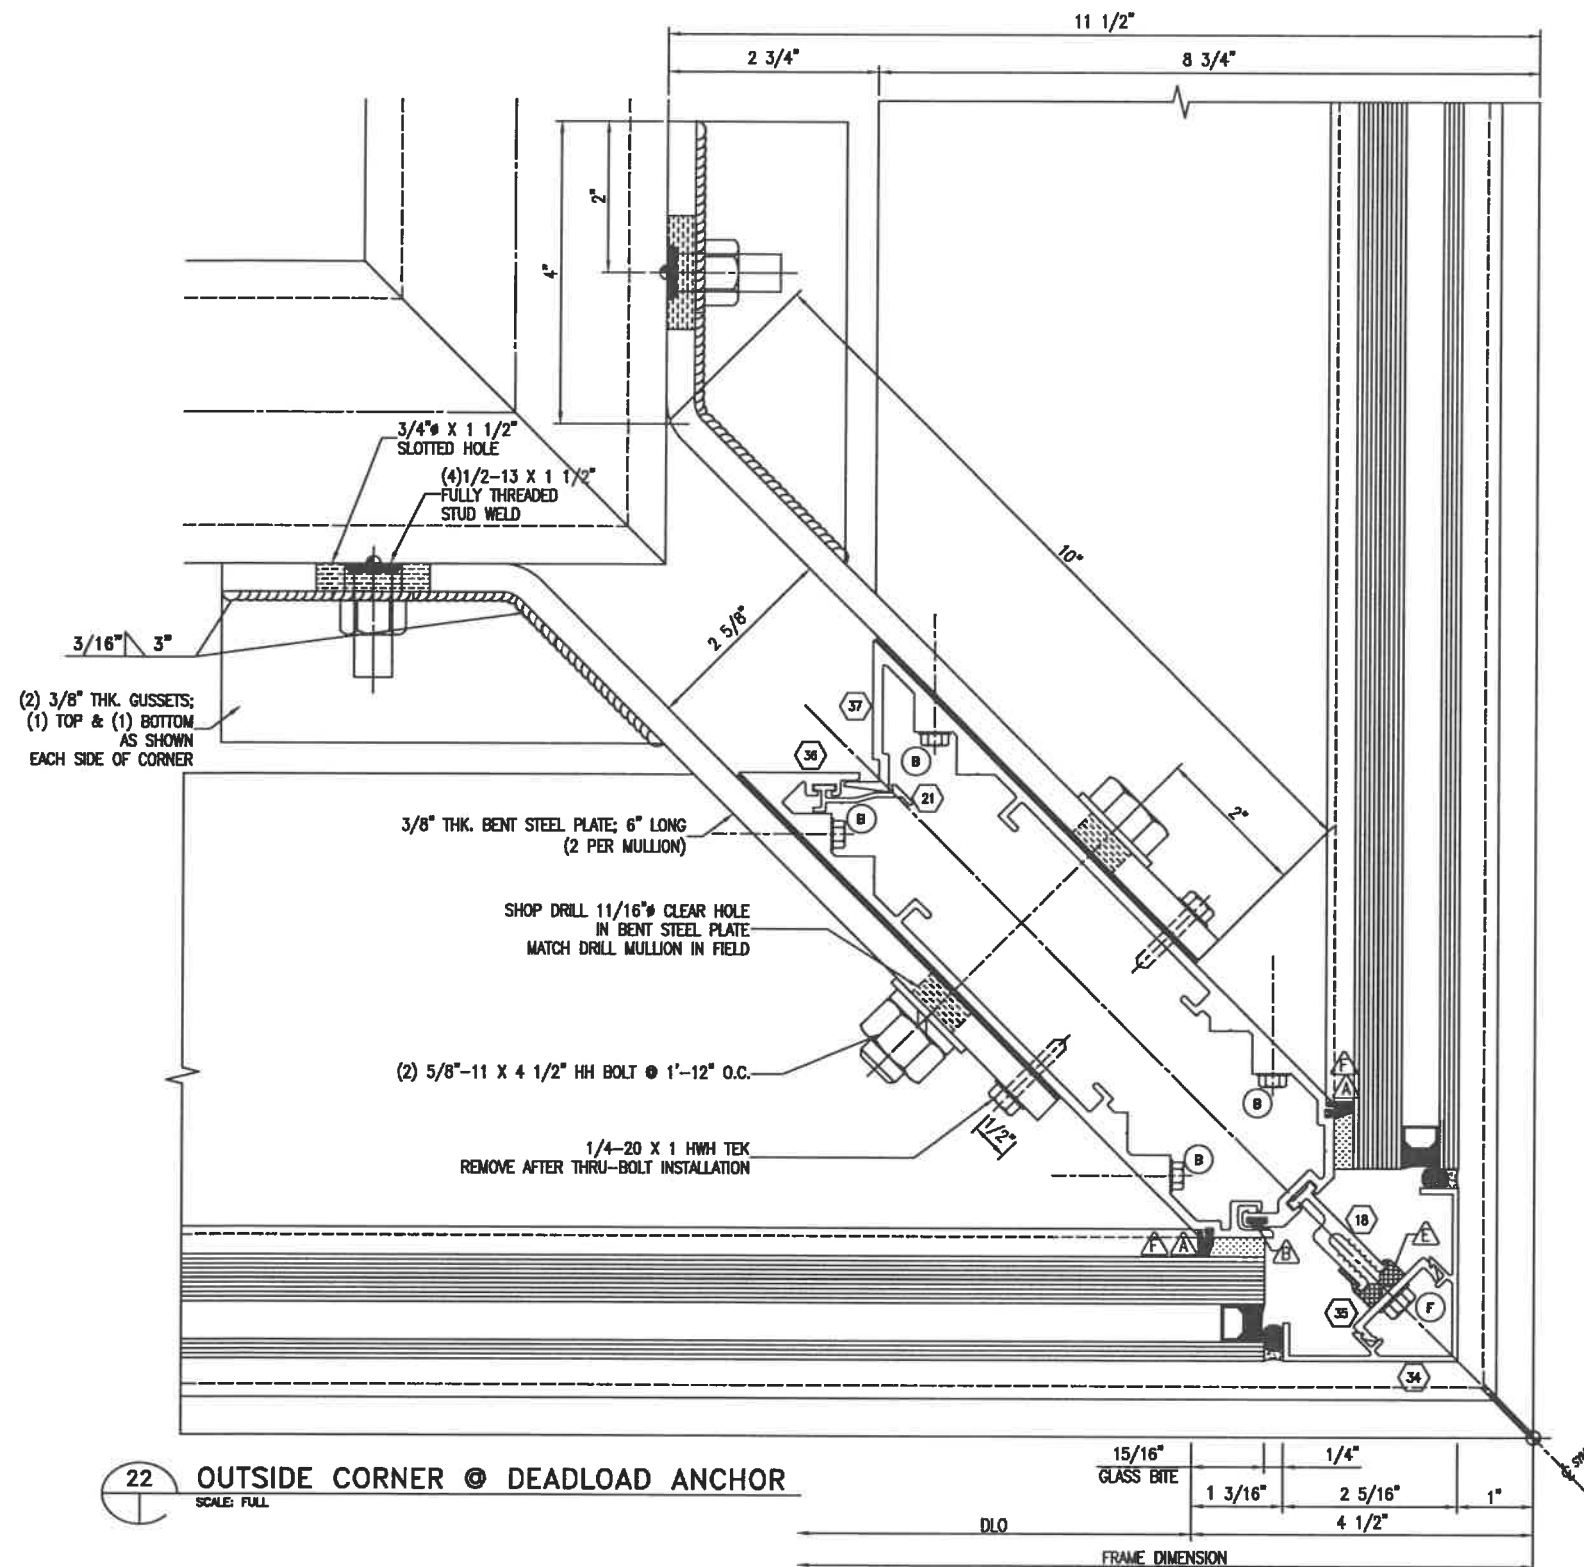 11 1/2"
2 3/4"
8 3/4"
2"
4"
3/4"ø X 1 1/2"
SLOTTED HOLE
(4)1/2-13 X 1 1/2"
FULLY THREADED
STUD WELD
10"
2 5/8"
3/16" 3"
(2) 3/8" THK. GUSSETS;
(1) TOP & (1) BOTTOM
AS SHOWN
EACH SIDE OF CORNER
37
36
B
21
B
2"
3/8" THK. BENT STEEL PLATE; 6" LONG
(2 PER MULLION)
SHOP DRILL 11/16"ø CLEAR HOLE
IN BENT STEEL PLATE
MATCH DRILL MULLION IN FIELD
(2) 5/8"-11 X 4 1/2" HH BOLT @ 1'-12" O.C.
F
A
B
1/2"
1/4-20 X 1 HWH TEK
REMOVE AFTER THRU-BOLT INSTALLATION
B
18
E
F
A
B
35
F
34
22
OUTSIDE CORNER @ DEADLOAD ANCHOR
SCALE: FULL
15/16"
GLASS BITE
1/4"
1 3/16"
2 5/16"
1"
DLO
4 1/2"
FRAME DIMENSION